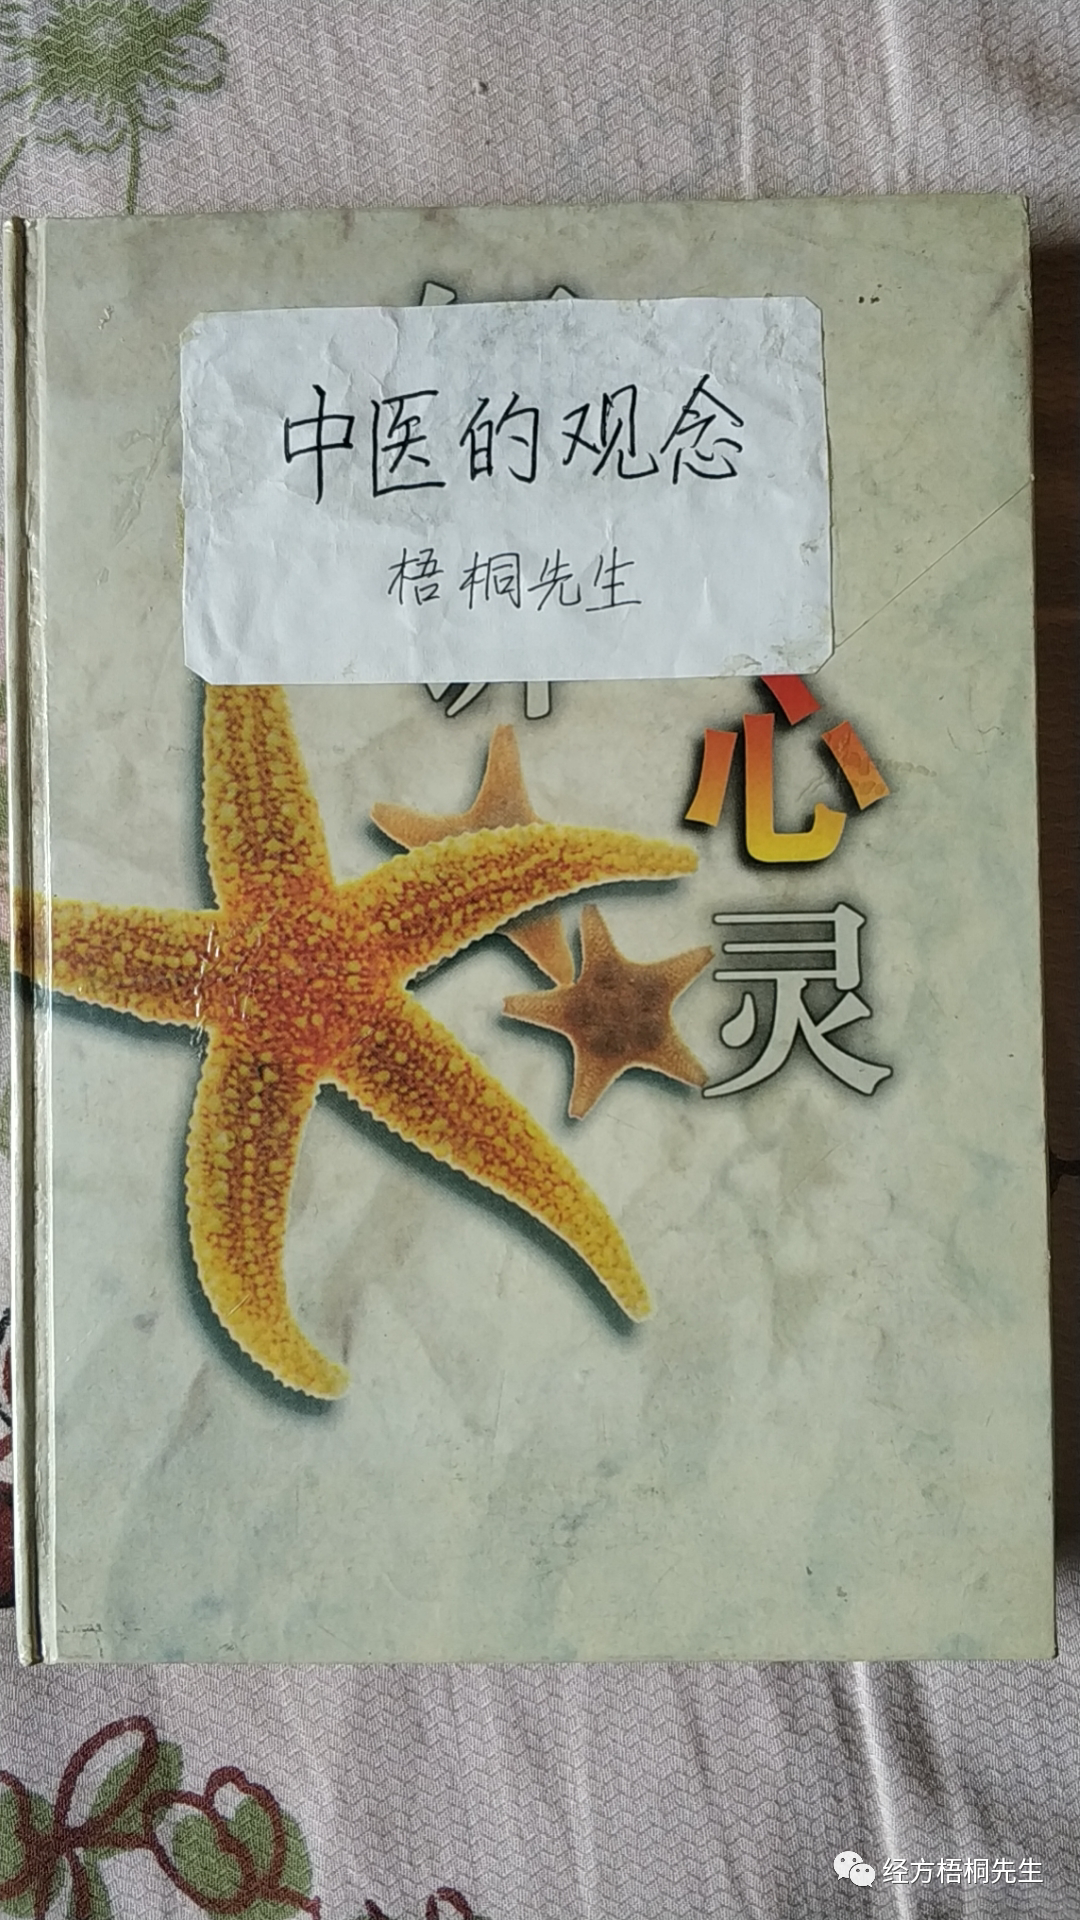 中医的观念
梧桐先生
心
灵
经方梧桐先生